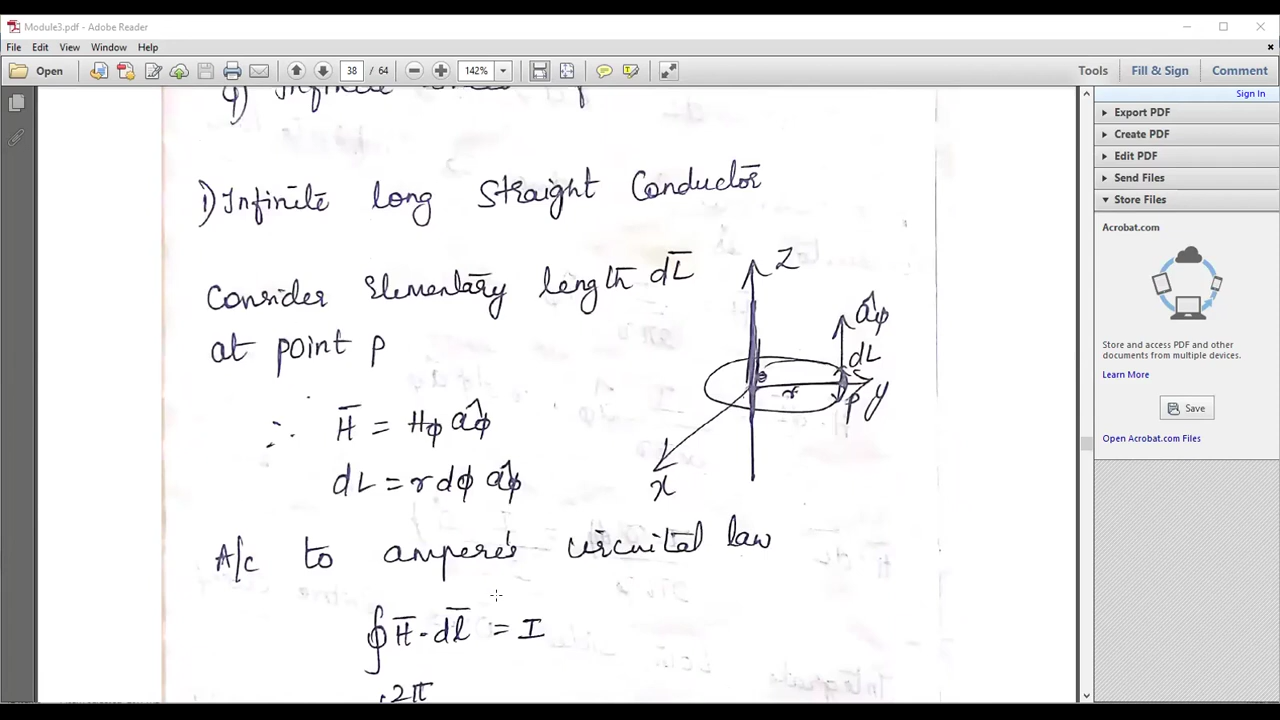 Module3.pdf - Adobe Reader
File Edit View Window Help
Open 38 / 64 142% Tools Fill & Sign Comment
Sign In
Export PDF
Create PDF
Edit PDF
Send Files
Store Files
Acrobat.com
Store and access PDF and other
documents from multiple devices.
Learn More
Save
Open Acrobat.com Files
1) Infinite long Straight Conductor
Consider Elementary length dL̅
at point P
∴ H̅ = Hφ âφ
dL = r dφ âφ
Z
âφ
dL
r
P y
x
A/c to ampere's circuital law
∮ H̅ · dl̅ = I
2π